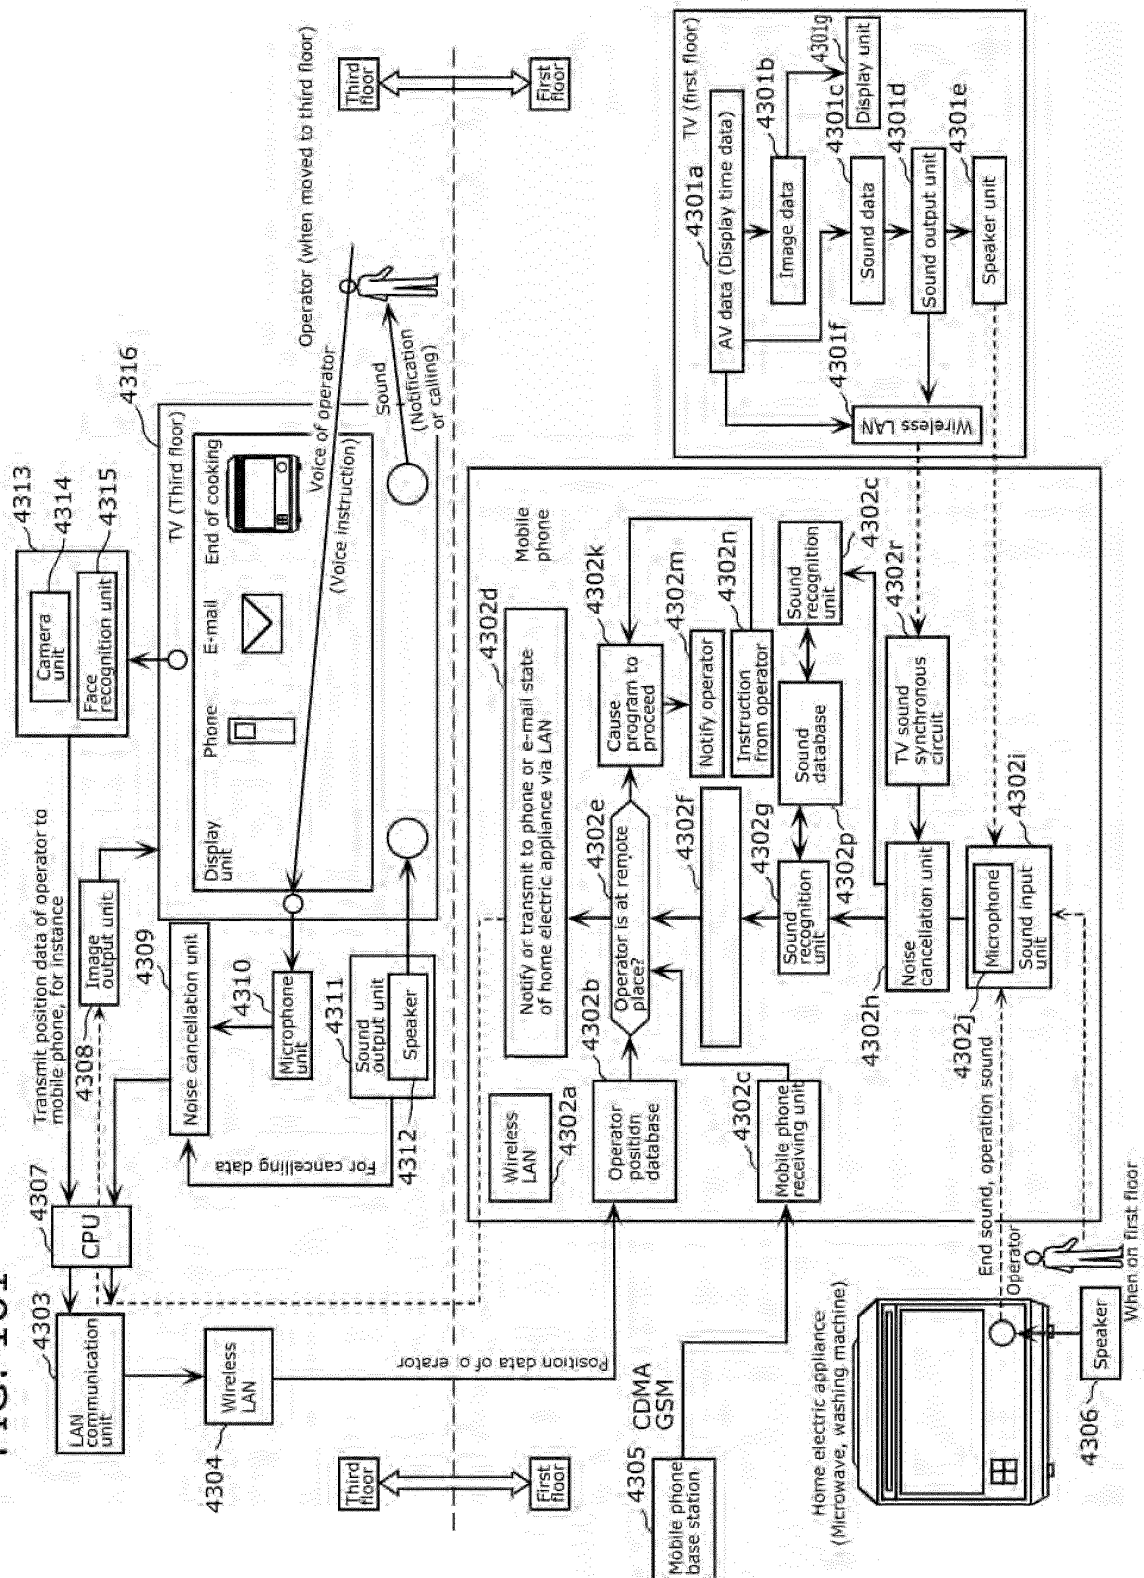 4303
LAN
communication
unit
4307
CPU
4304
Wireless
LAN
Transmit position data of operator to
mobile phone, for instance
4308
Image
output unit
4309
Noise cancellation unit
4310
Microphone
unit
4311
Sound
output unit
Speaker
4312
For cancelling data
4313
Camera
unit
4314
Face
recognition unit
4315
4316
TV (Third floor)
Display
unit
Phone
E-mail
End of cooking
Voice of operator
(Voice instruction)
Sound
(Notification
or calling)
Operator (when moved to third floor)
Third
floor
First
floor
Third
floor
First
floor
Position data of
erator
4305
CDMA
GSM
Mobile phone
base station
Mobile
phone
Wireless
LAN
4302a
4302b
Operator
position
database
4302c
Mobile phone
receiving unit
4302d
Notify or transmit to phone or e-mail state
of home electric appliance via LAN
4302e
Operator is at remote
place?
4302f
4302k
Cause
program to
proceed
4302m
Notify operator
4302n
Instruction
from operator
4302g
Sound
recognition
unit
4302p
Sound
database
Sound
recognition
unit
4302c
4302h
Noise
cancellation unit
4302r
TV sound
synchronous
circuit
4302i
4302j
Microphone
Sound input
unit
TV (first floor)
4301a
AV data (Display time data)
4301b
Image data
4301g
Display unit
4301c
Sound data
4301d
Sound output unit
4301e
Speaker unit
4301f
Wireless LAN
Home electric appliance
(Microwave, washing machine)
End sound, operation sound
Operator
When on first floor
Speaker
4306